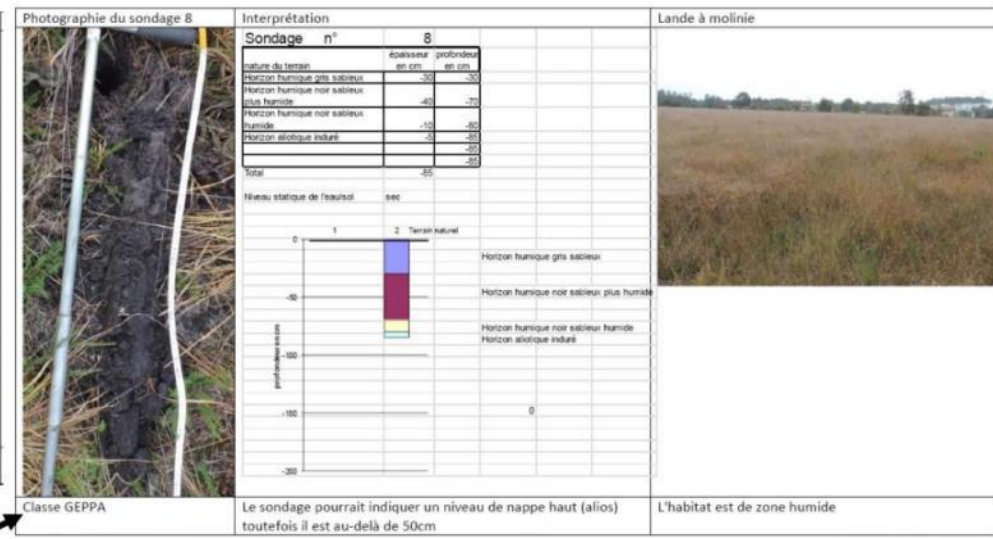 Photographie du sondage 8
Interprétation
Lande à molinie
Sondage n° 8
épaisseur profondeur
nature du terrain en cm en cm
Horizon humique gris sableux -30 -30
Horizon humique noir sableux
plus humide -40 -70
Horizon humique noir sableux
humide -10 -80
Horizon aliotique induré -5 -85
-85
-85
Total -85
Niveau statique de l'eau/sol sec
1 2 Terrain naturel
0
-50
-100
-150
-200
profondeur en cm
Horizon humique gris sableux
Horizon humique noir sableux plus humide
Horizon humique noir sableux humide
Horizon aliotique induré
0
Classe GEPPA
Le sondage pourrait indiquer un niveau de nappe haut (alios)
toutefois il est au-delà de 50cm
L'habitat est de zone humide